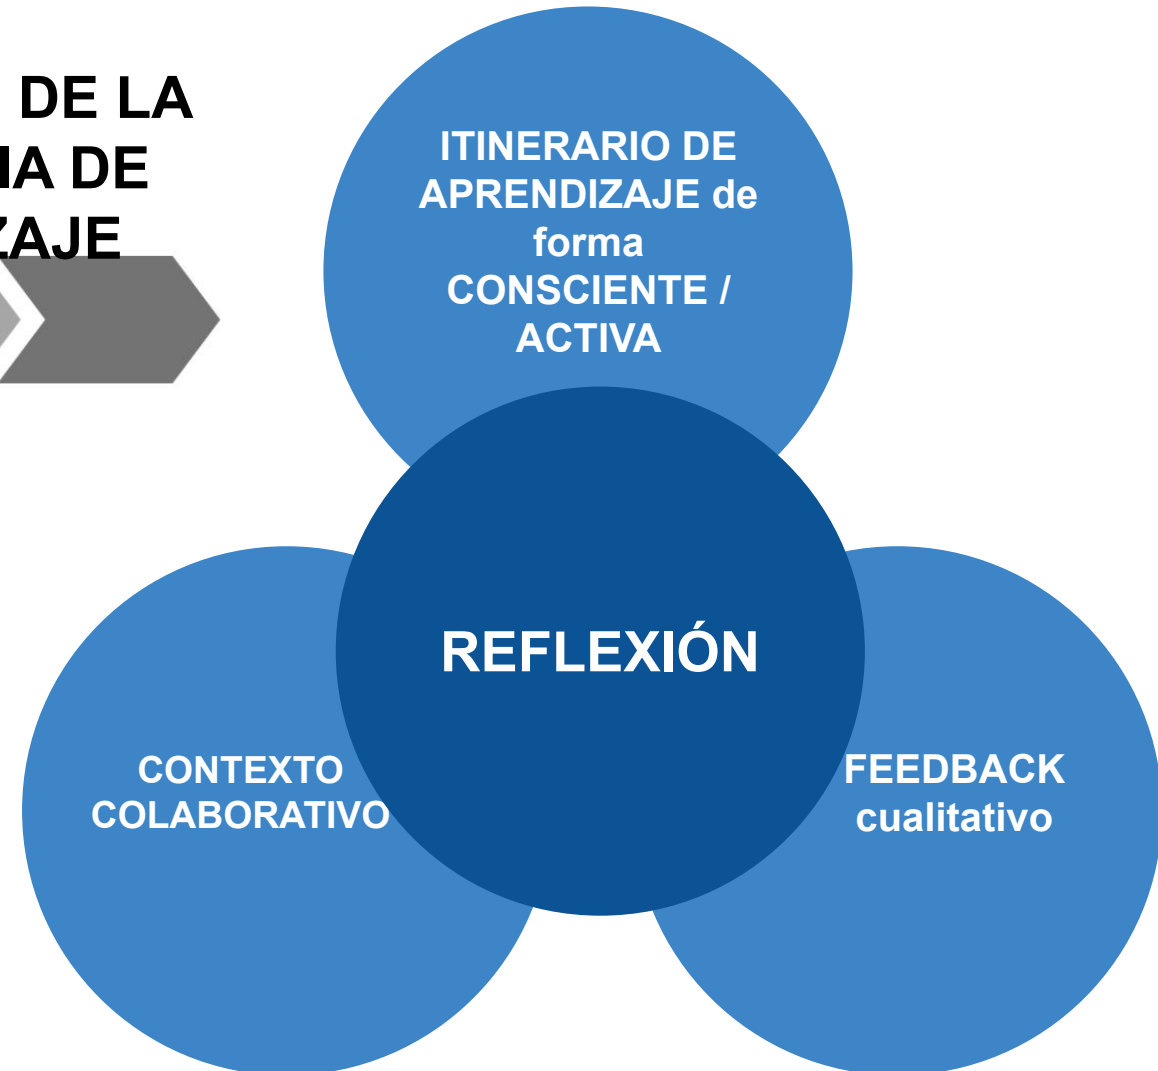 DE LA
DE
ITINERARIO DE
APRENDIZAJE de
forma
CONSCIENTE /
ACTIVA
REFLEXIÓN
CONTEXTO
COLABORATIVO
FEEDBACK
cualitativo